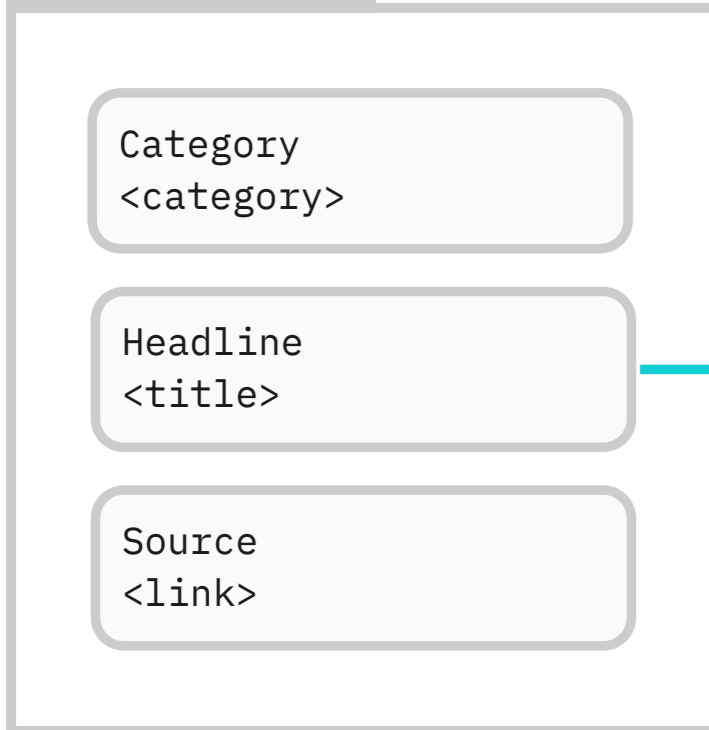 Category
<category>
Headline
<title>
Source
<link>